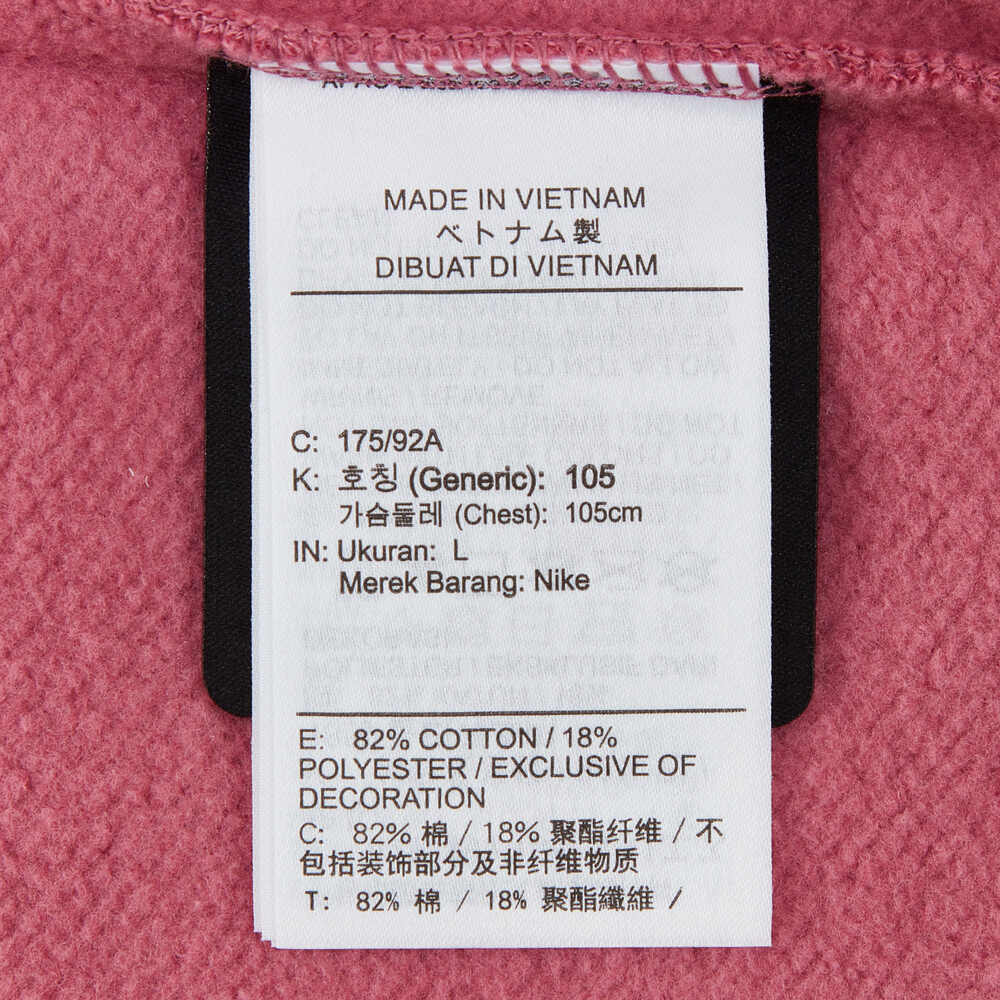 MADE IN VIETNAM
ベトナム製
DIBUAT DI VIETNAM
C: 175/92A
K: 호칭 (Generic): 105
가슴둘레 (Chest): 105cm
IN: Ukuran: L
Merek Barang: Nike
E: 82% COTTON / 18%
POLYESTER / EXCLUSIVE OF
DECORATION
C: 82% 棉 / 18% 聚酯纤维 / 不
包括装饰部分及非纤维物质
T: 82% 棉 / 18% 聚酯纖維 /